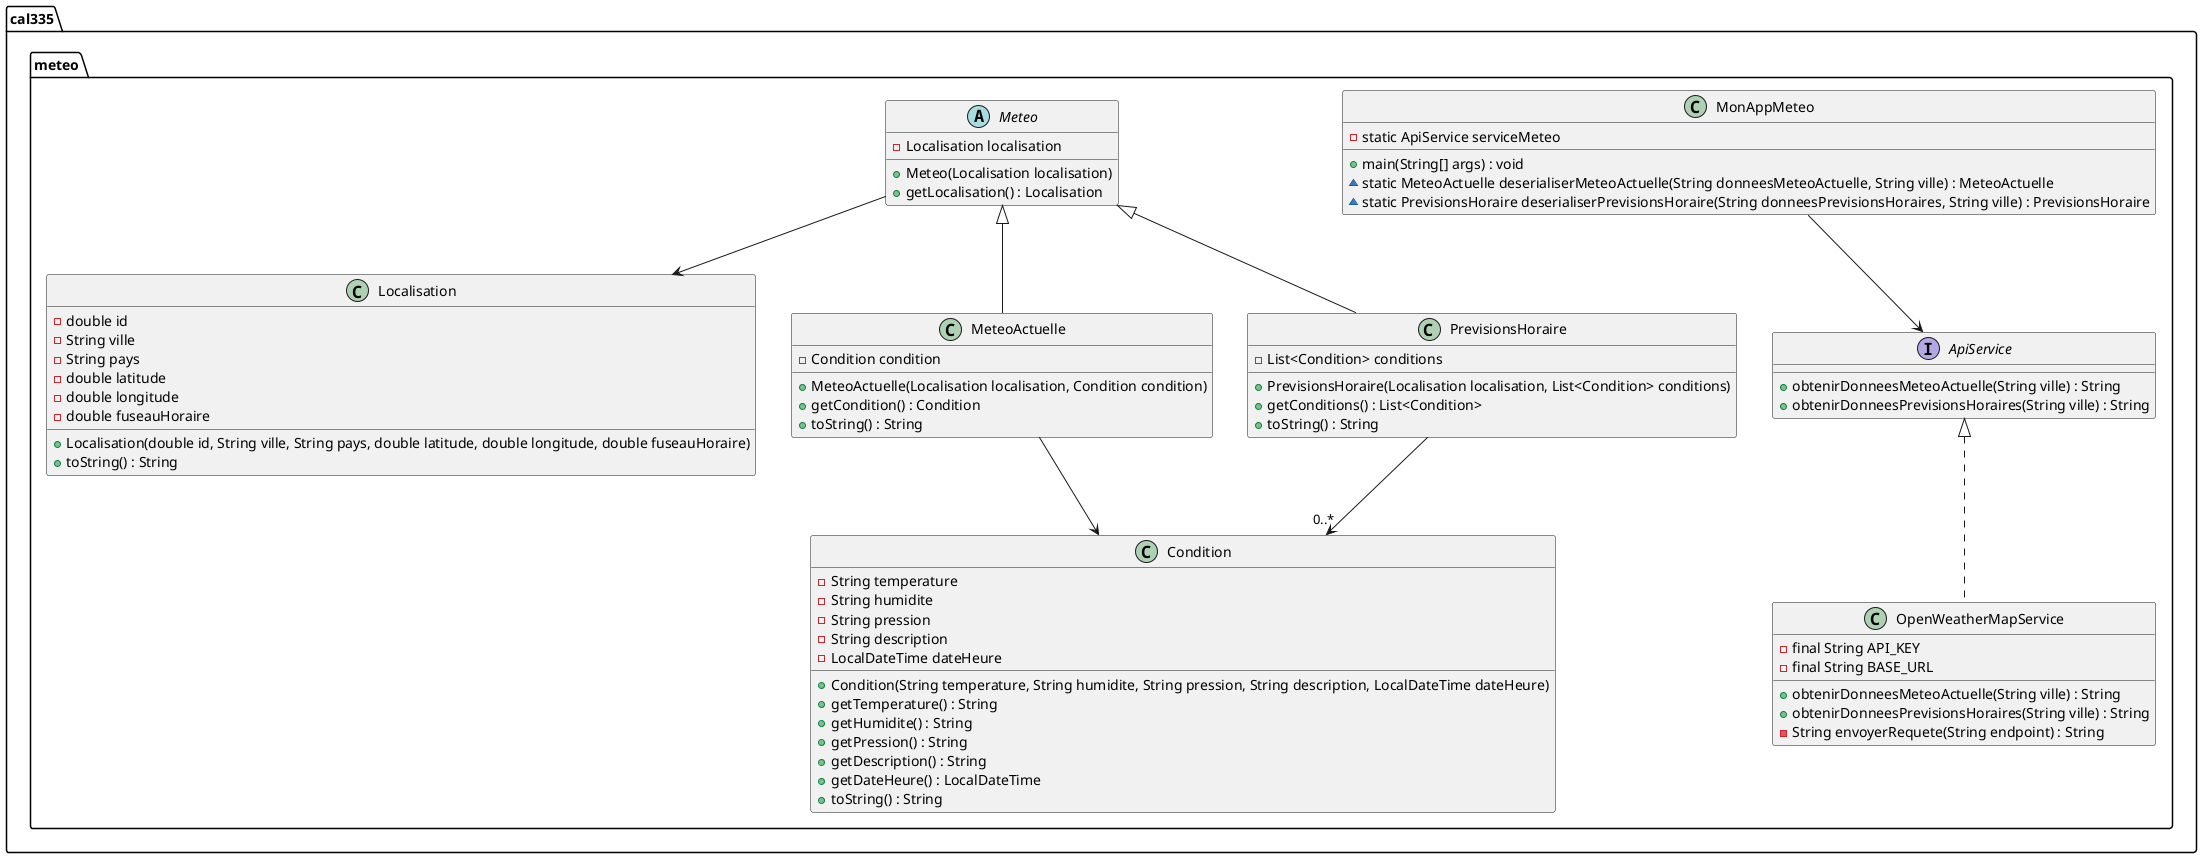 cal335
meteo
A Meteo
Localisation localisation
Meteo(Localisation localisation)
getLocalisation() : Localisation
C MonAppMeteo
static ApiService serviceMeteo
main(String[] args) : void
static MeteoActuelle deserialiserMeteoActuelle(String donneesMeteoActuelle, String ville) : MeteoActuelle
static PrevisionsHoraire deserialiserPrevisionsHoraire(String donneesPrevisionsHoraires, String ville) : PrevisionsHoraire
C Localisation
double id
String ville
String pays
double latitude
double longitude
double fuseauHoraire
Localisation(double id, String ville, String pays, double latitude, double longitude, double fuseauHoraire)
toString() : String
C MeteoActuelle
Condition condition
MeteoActuelle(Localisation localisation, Condition condition)
getCondition() : Condition
toString() : String
C PrevisionsHoraire
List<Condition> conditions
PrevisionsHoraire(Localisation localisation, List<Condition> conditions)
getConditions() : List<Condition>
toString() : String
I ApiService
obtenirDonneesMeteoActuelle(String ville) : String
obtenirDonneesPrevisionsHoraires(String ville) : String
0..*
C Condition
String temperature
String humidite
String pression
String description
LocalDateTime dateHeure
Condition(String temperature, String humidite, String pression, String description, LocalDateTime dateHeure)
getTemperature() : String
getHumidite() : String
getPression() : String
getDescription() : String
getDateHeure() : LocalDateTime
toString() : String
C OpenWeatherMapService
final String API_KEY
final String BASE_URL
obtenirDonneesMeteoActuelle(String ville) : String
obtenirDonneesPrevisionsHoraires(String ville) : String
String envoyerRequete(String endpoint) : String